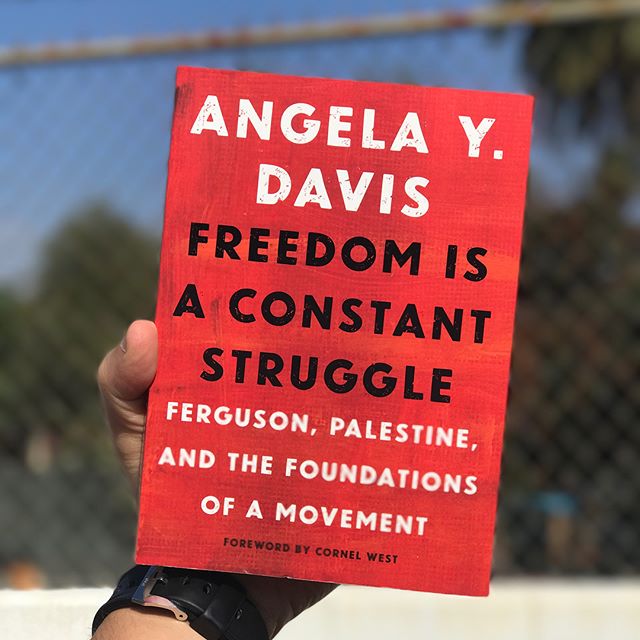 ANGELA Y.
DAVIS
FREEDOM IS
A CONSTANT
STRUGGLE
FERGUSON, PALESTINE,
AND THE FOUNDATIONS
OF A MOVEMENT
FOREWORD BY CORNEL WEST